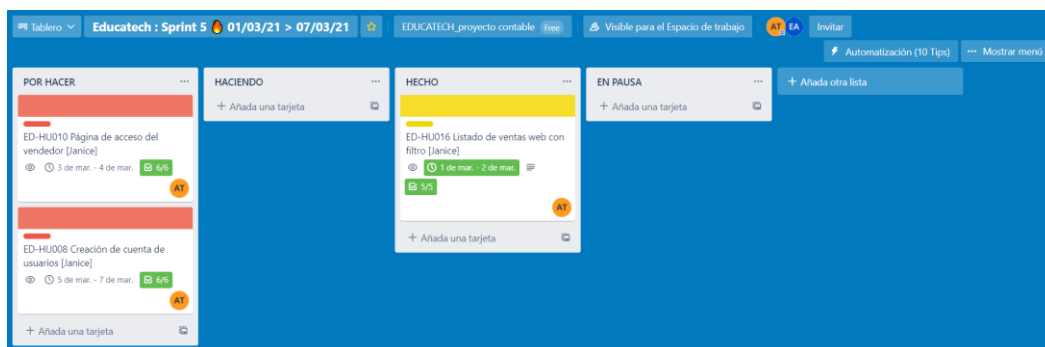 Tablero
Educatech : Sprint 5 🔥 01/03/21 > 07/03/21
EDUCATECH_proyecto contable Free
Visible para el Espacio de trabajo
AT EA
Invitar
Automatización (10 Tips)
··· Mostrar menú
POR HACER ···
ED-HU010 Página de acceso del
vendedor [Janice]
3 de mar. - 4 de mar. 6/6
AT
ED-HU008 Creación de cuenta de
usuarios [Janice]
5 de mar. - 7 de mar. 6/6
AT
+ Añada una tarjeta
HACIENDO ···
+ Añada una tarjeta
HECHO ···
ED-HU016 Listado de ventas web con
filtro [Janice]
1 de mar. - 2 de mar.
5/5
AT
+ Añada una tarjeta
EN PAUSA ···
+ Añada una tarjeta
+ Añada otra lista